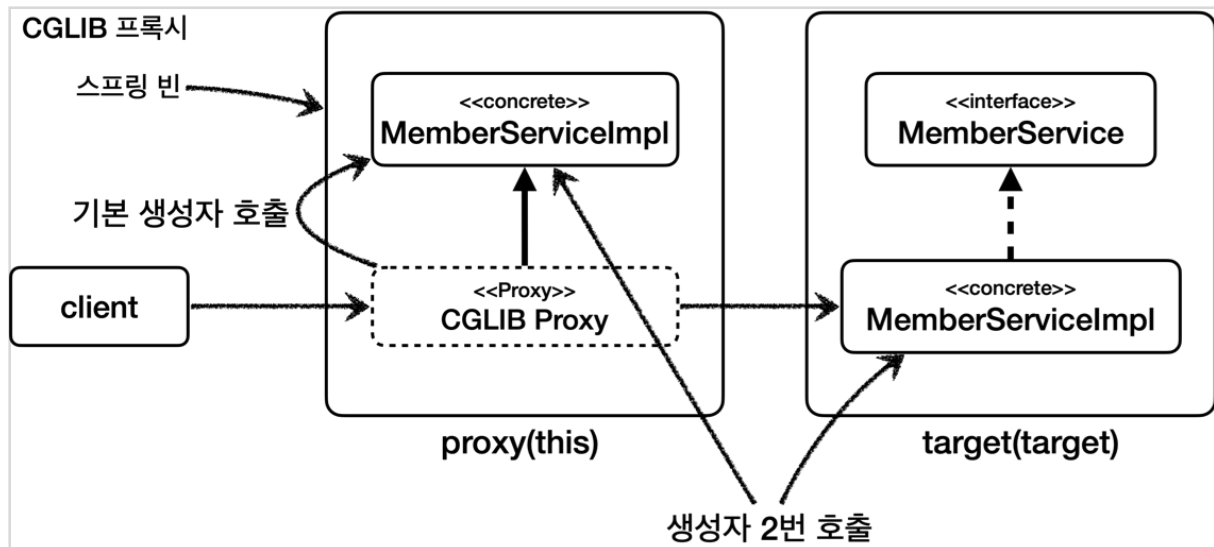 CGLIB 프록시
스프링 빈
<<concrete>>
MemberServiceImpl
<<interface>>
MemberService
기본 생성자 호출
client
<<Proxy>>
CGLIB Proxy
<<concrete>>
MemberServiceImpl
proxy(this)
target(target)
생성자 2번 호출